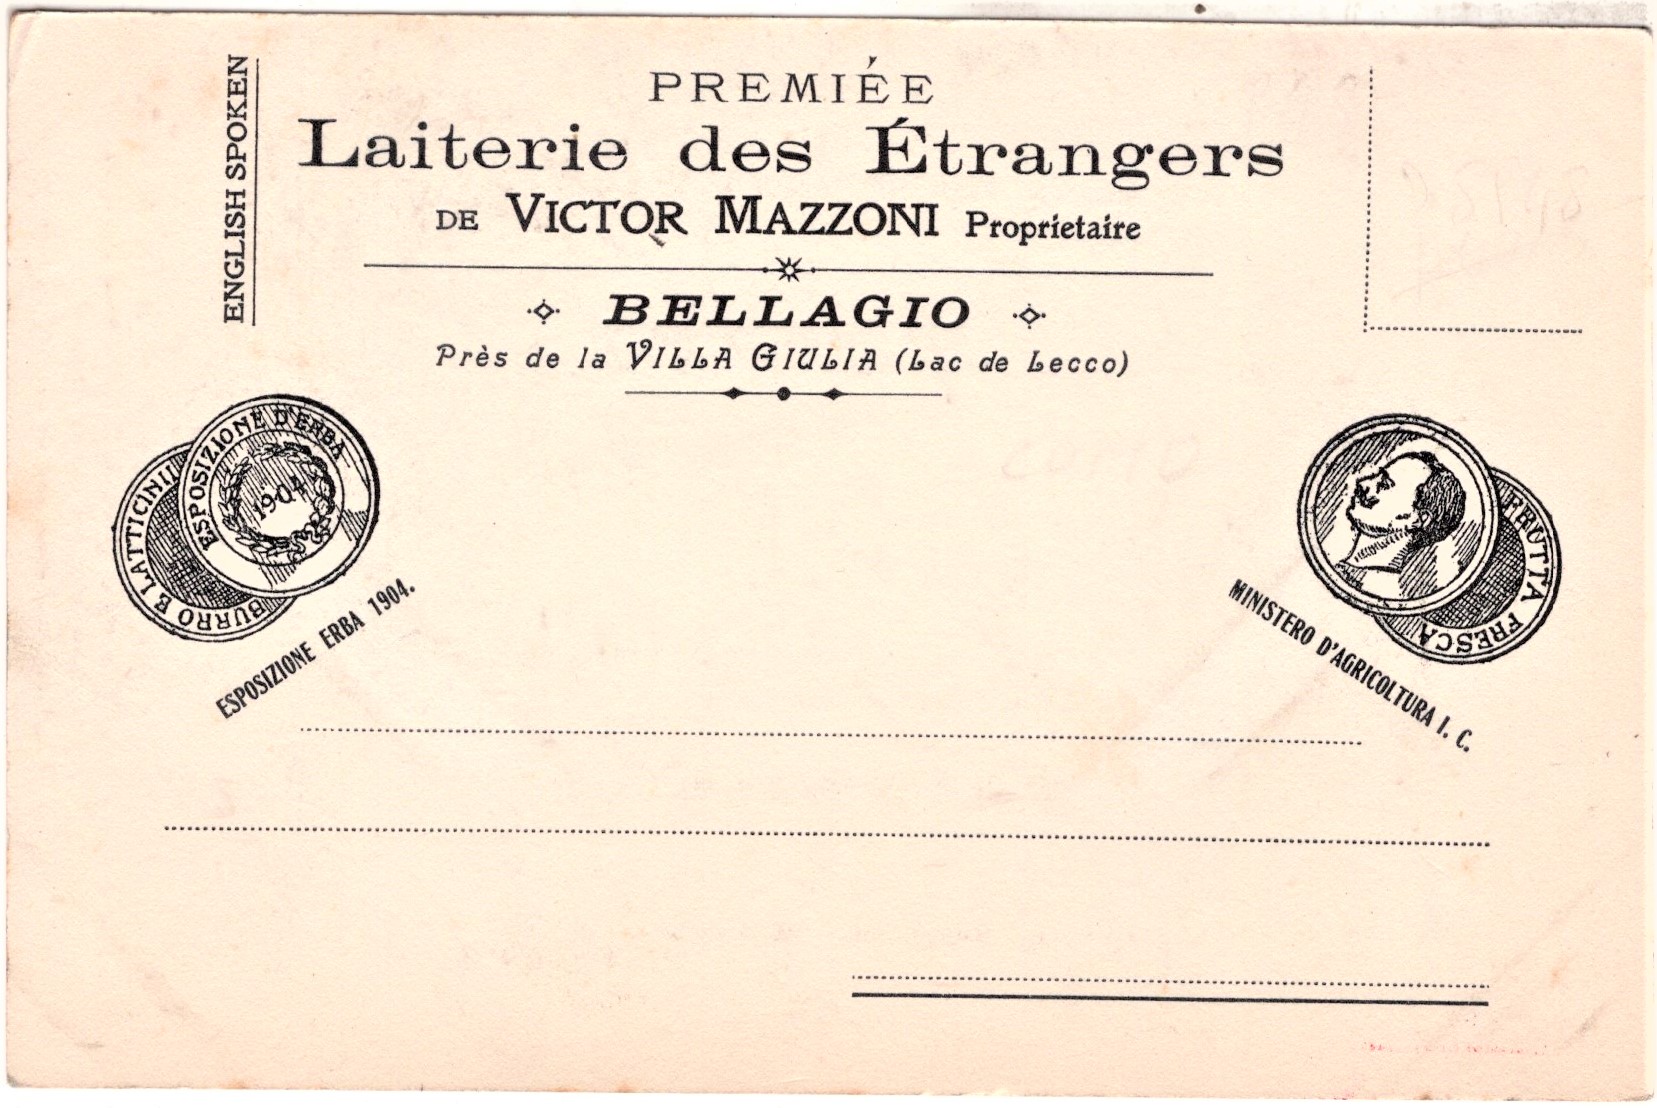 ENGLISH SPOKEN
PREMIÉE
Laiterie des Étrangers
DE VICTOR MAZZONI Proprietaire
BELLAGIO
Près de la VILLA GIULIA (Lac de Lecco)
ESPOSIZIONE D'ERBA
1904
BURRO E LATTICINII
ESPOSIZIONE ERBA 1904.
FRUTTA FRESCA
MINISTERO D'AGRICOLTURA I. C.